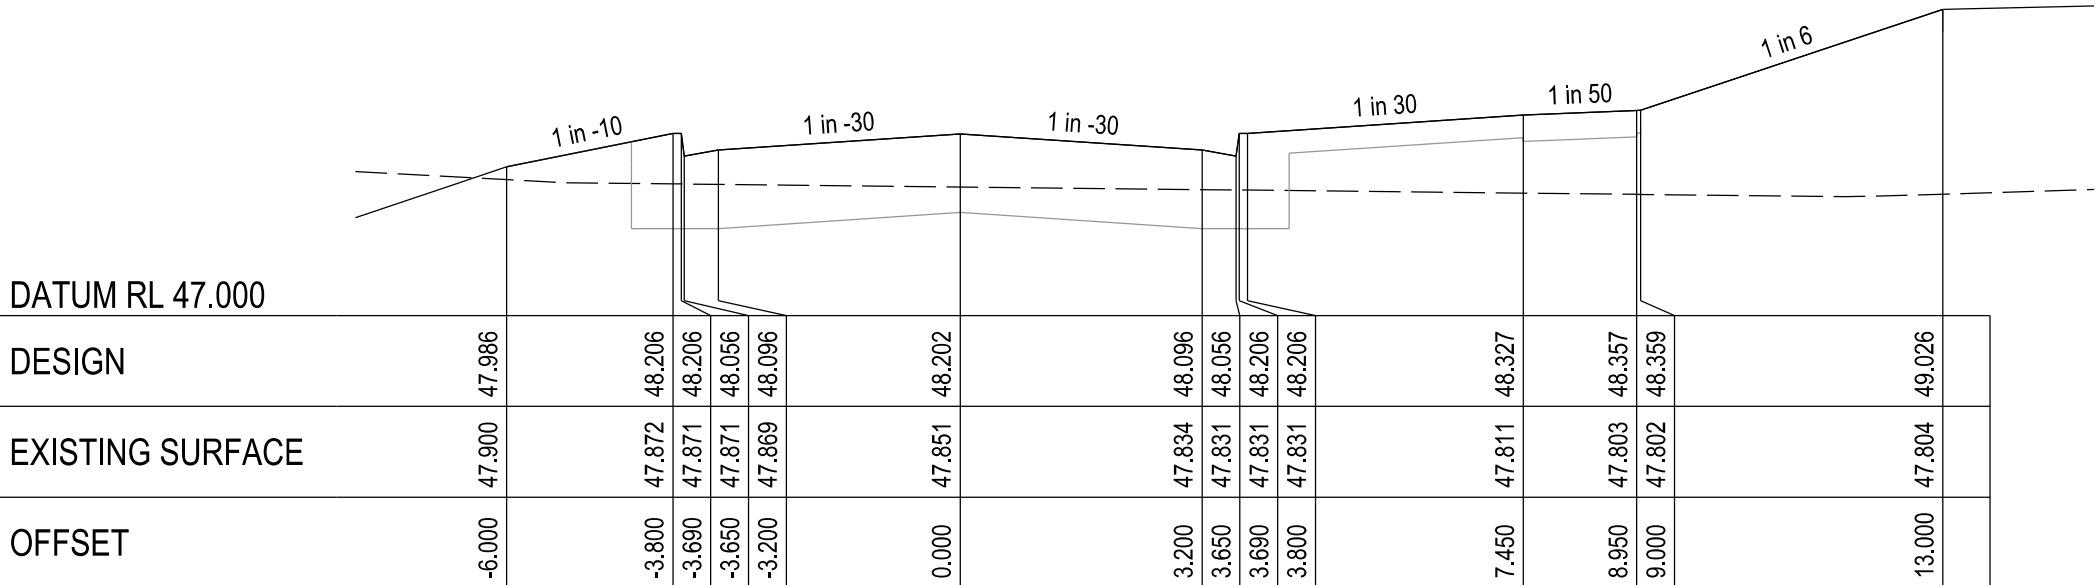 1 in 6
1 in -10
1 in -30
1 in -30
1 in 30
1 in 50
DATUM RL 47.000
DESIGN 47.986 48.206 48.206 48.056 48.096 48.202 48.096 48.056 48.206 48.206 48.327 48.357 48.359 49.026
EXISTING SURFACE 47.900 47.872 47.871 47.871 47.869 47.851 47.834 47.831 47.831 47.831 47.811 47.803 47.802 47.804
OFFSET -6.000 -3.800 -3.690 -3.650 -3.200 0.000 3.200 3.650 3.690 3.800 7.450 8.950 9.000 13.000